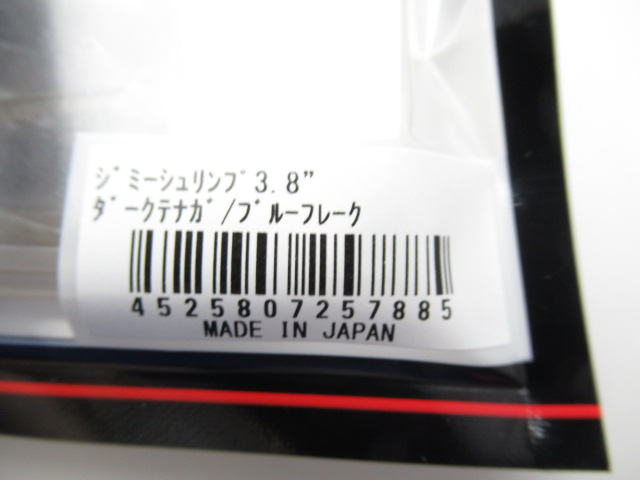 ｼﾞﾐｰｼｭﾘﾝﾌﾟ3.8”
ﾀﾞｰｸﾃﾅｶﾞ/ﾌﾞﾙｰﾌﾚｰｸ
4525807257885
MADE IN JAPAN